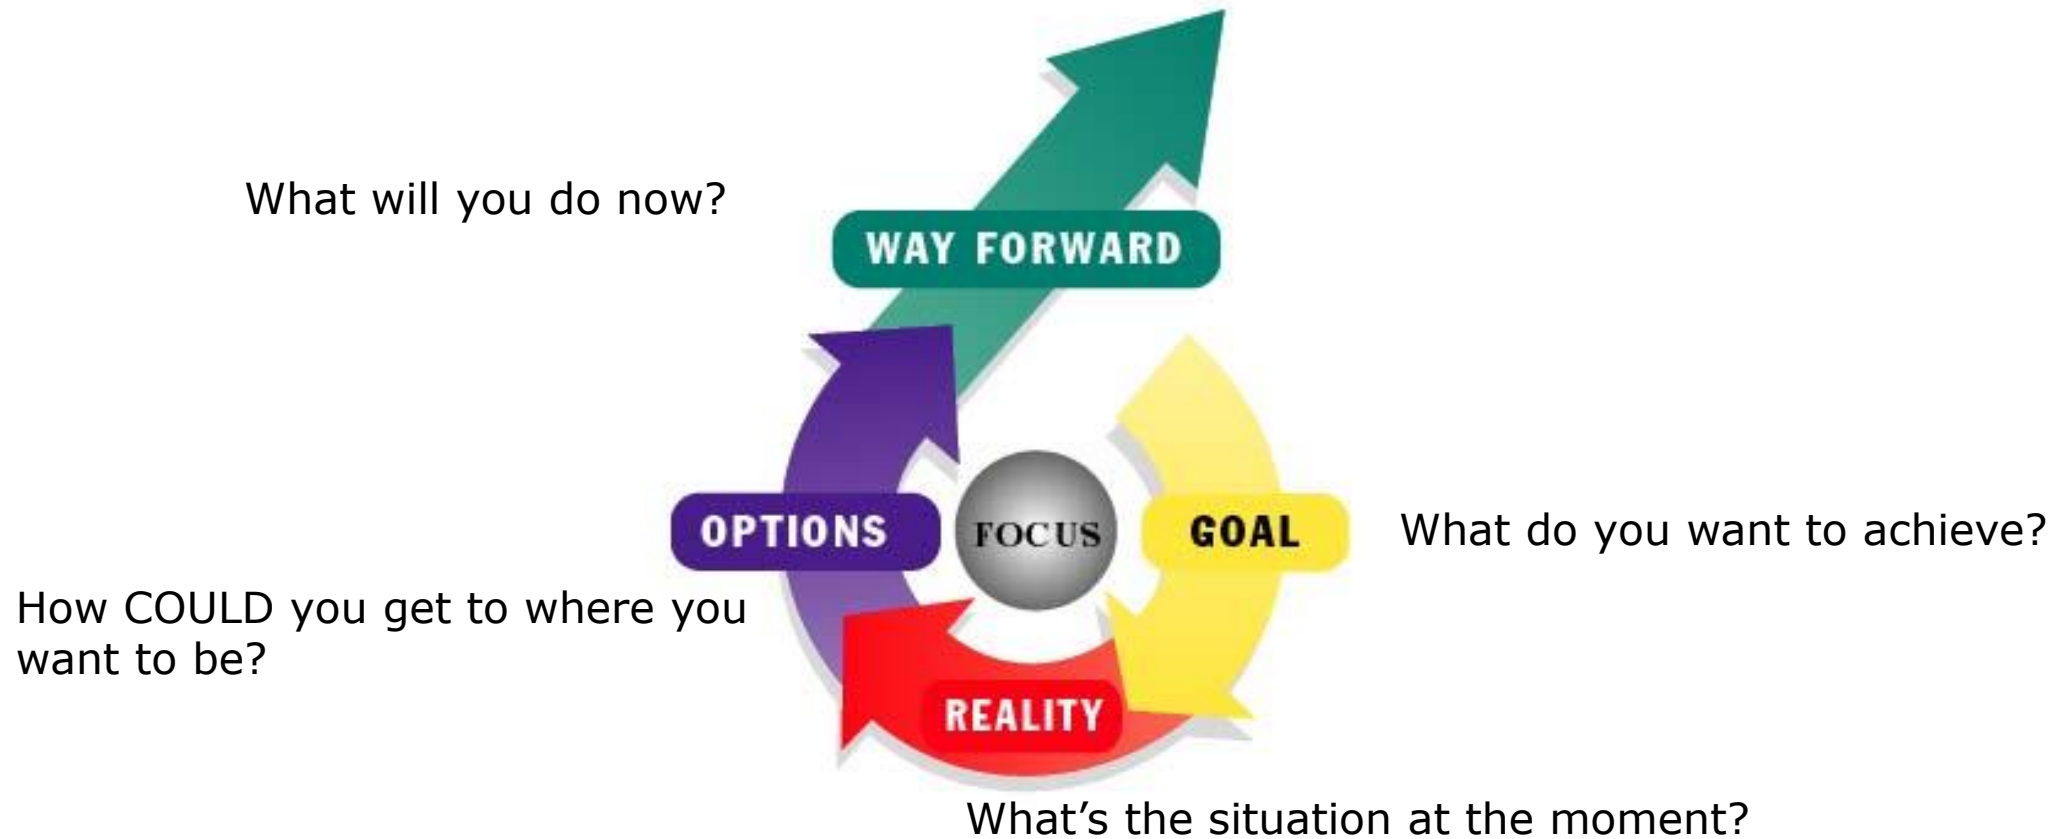 What will you do now?
WAY FORWARD
OPTIONS
FOCUS
GOAL
What do you want to achieve?
How COULD you get to where you
want to be?
REALITY
What’s the situation at the moment?